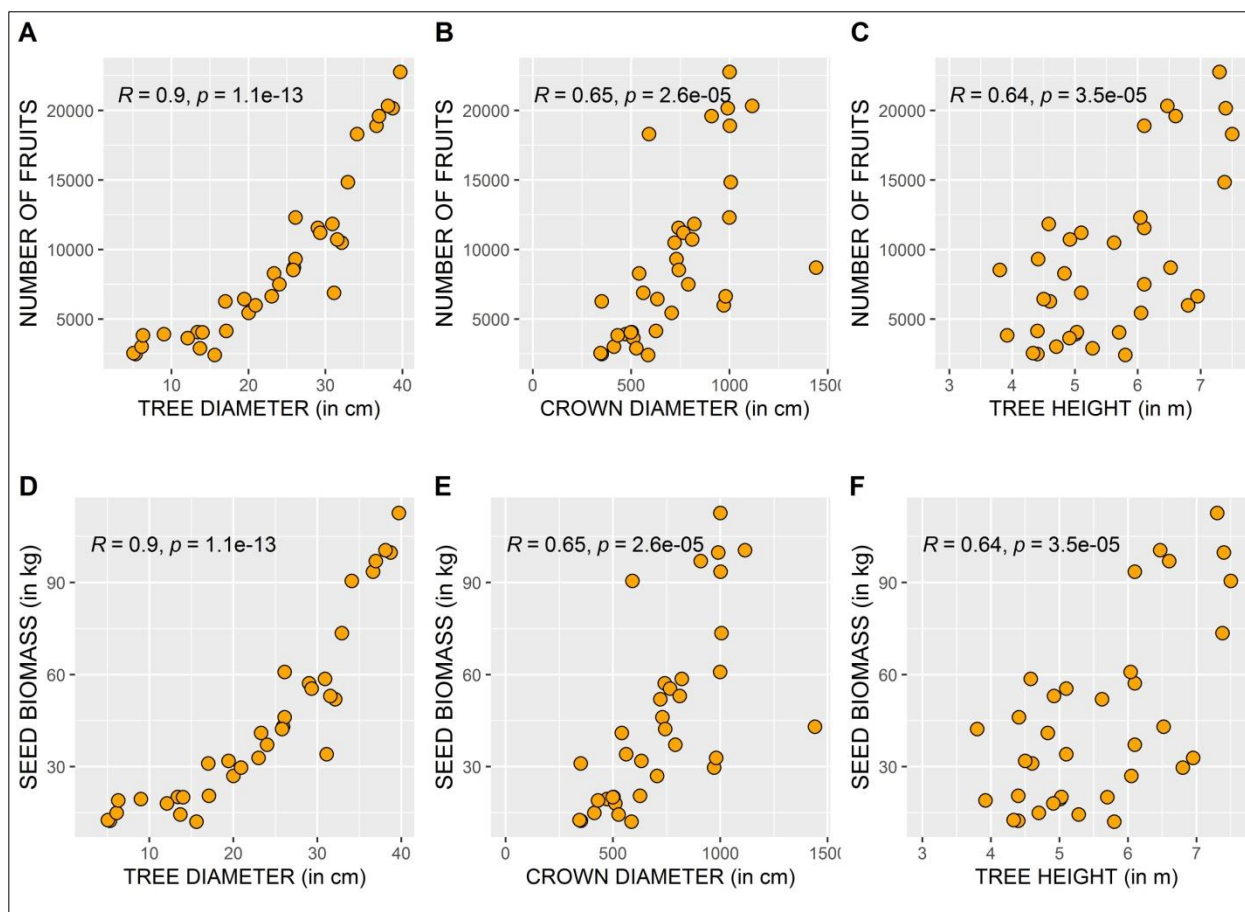 A
R = 0.9, p = 1.1e-13
NUMBER OF FRUITS
20000
15000
10000
5000
10 20 30 40
TREE DIAMETER (in cm)
B
R = 0.65, p = 2.6e-05
NUMBER OF FRUITS
20000
15000
10000
5000
0 500 1000 1500
CROWN DIAMETER (in cm)
C
R = 0.64, p = 3.5e-05
NUMBER OF FRUITS
20000
15000
10000
5000
3 4 5 6 7
TREE HEIGHT (in m)
D
R = 0.9, p = 1.1e-13
SEED BIOMASS (in kg)
90
60
30
10 20 30 40
TREE DIAMETER (in cm)
E
R = 0.65, p = 2.6e-05
SEED BIOMASS (in kg)
90
60
30
0 500 1000 1500
CROWN DIAMETER (in cm)
F
R = 0.64, p = 3.5e-05
SEED BIOMASS (in kg)
90
60
30
3 4 5 6 7
TREE HEIGHT (in m)